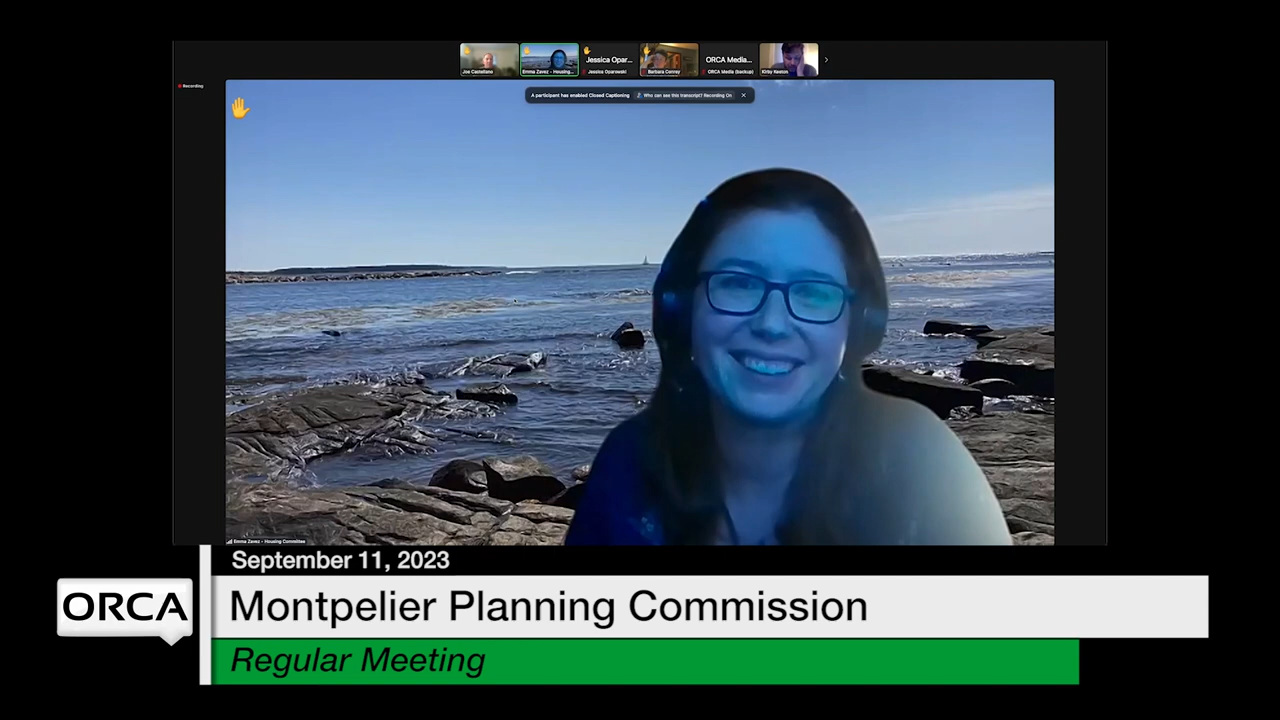 Jessica Opar...
ORCA Media...
Joe Castellano
Emma Zavez - Housing...
Jessica Oparowski
Barbara Conrey
ORCA Media (backup)
Kirby Keeton
Recording
A participant has enabled Closed Captioning
Who can see this transcript? Recording On
Emma Zavez - Housing Committee
September 11, 2023
ORCA
Montpelier Planning Commission
Regular Meeting